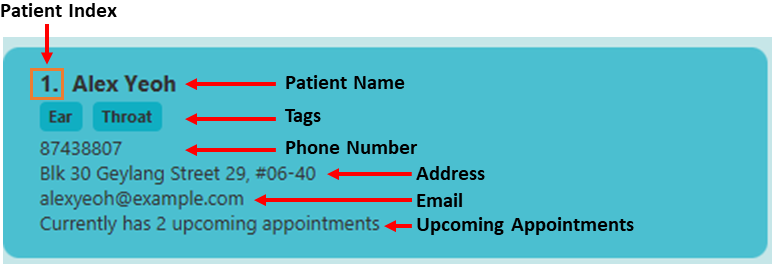 Patient Index
1. Alex Yeoh Patient Name
Ear Throat Tags
87438807 Phone Number
Blk 30 Geylang Street 29, #06-40 Address
alexyeoh@example.com Email
Currently has 2 upcoming appointments Upcoming Appointments